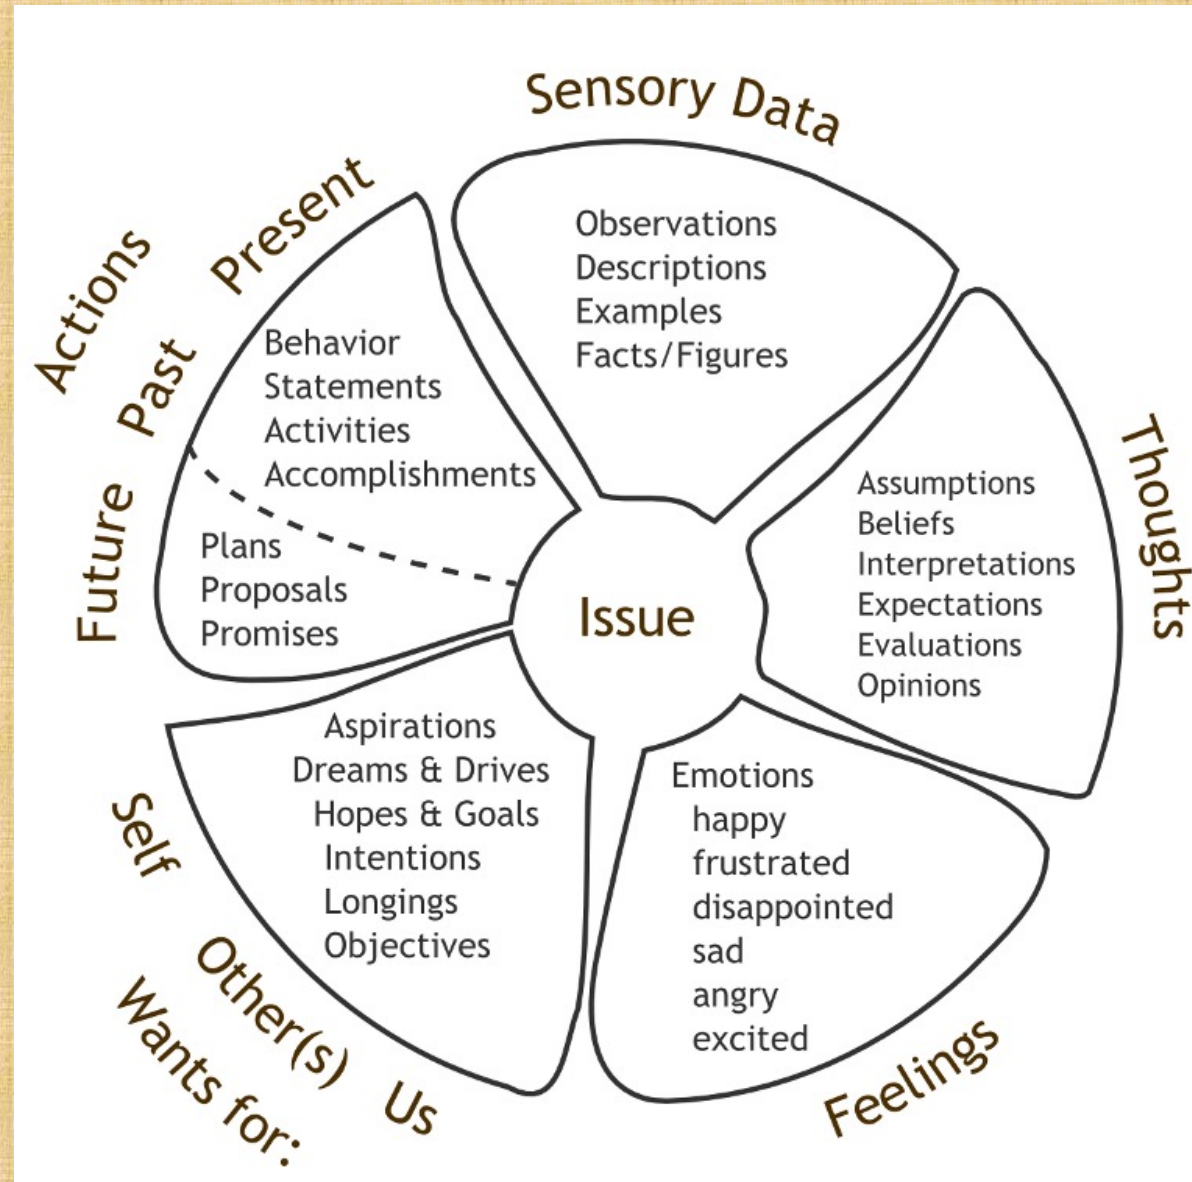 Sensory Data
Observations
Descriptions
Examples
Facts/Figures
Thoughts
Assumptions
Beliefs
Interpretations
Expectations
Evaluations
Opinions
Feelings
Emotions
happy
frustrated
disappointed
sad
angry
excited
Wants for:
Self Other(s) Us
Aspirations
Dreams & Drives
Hopes & Goals
Intentions
Longings
Objectives
Actions
Future Past Present
Behavior
Statements
Activities
Accomplishments
Plans
Proposals
Promises
Issue